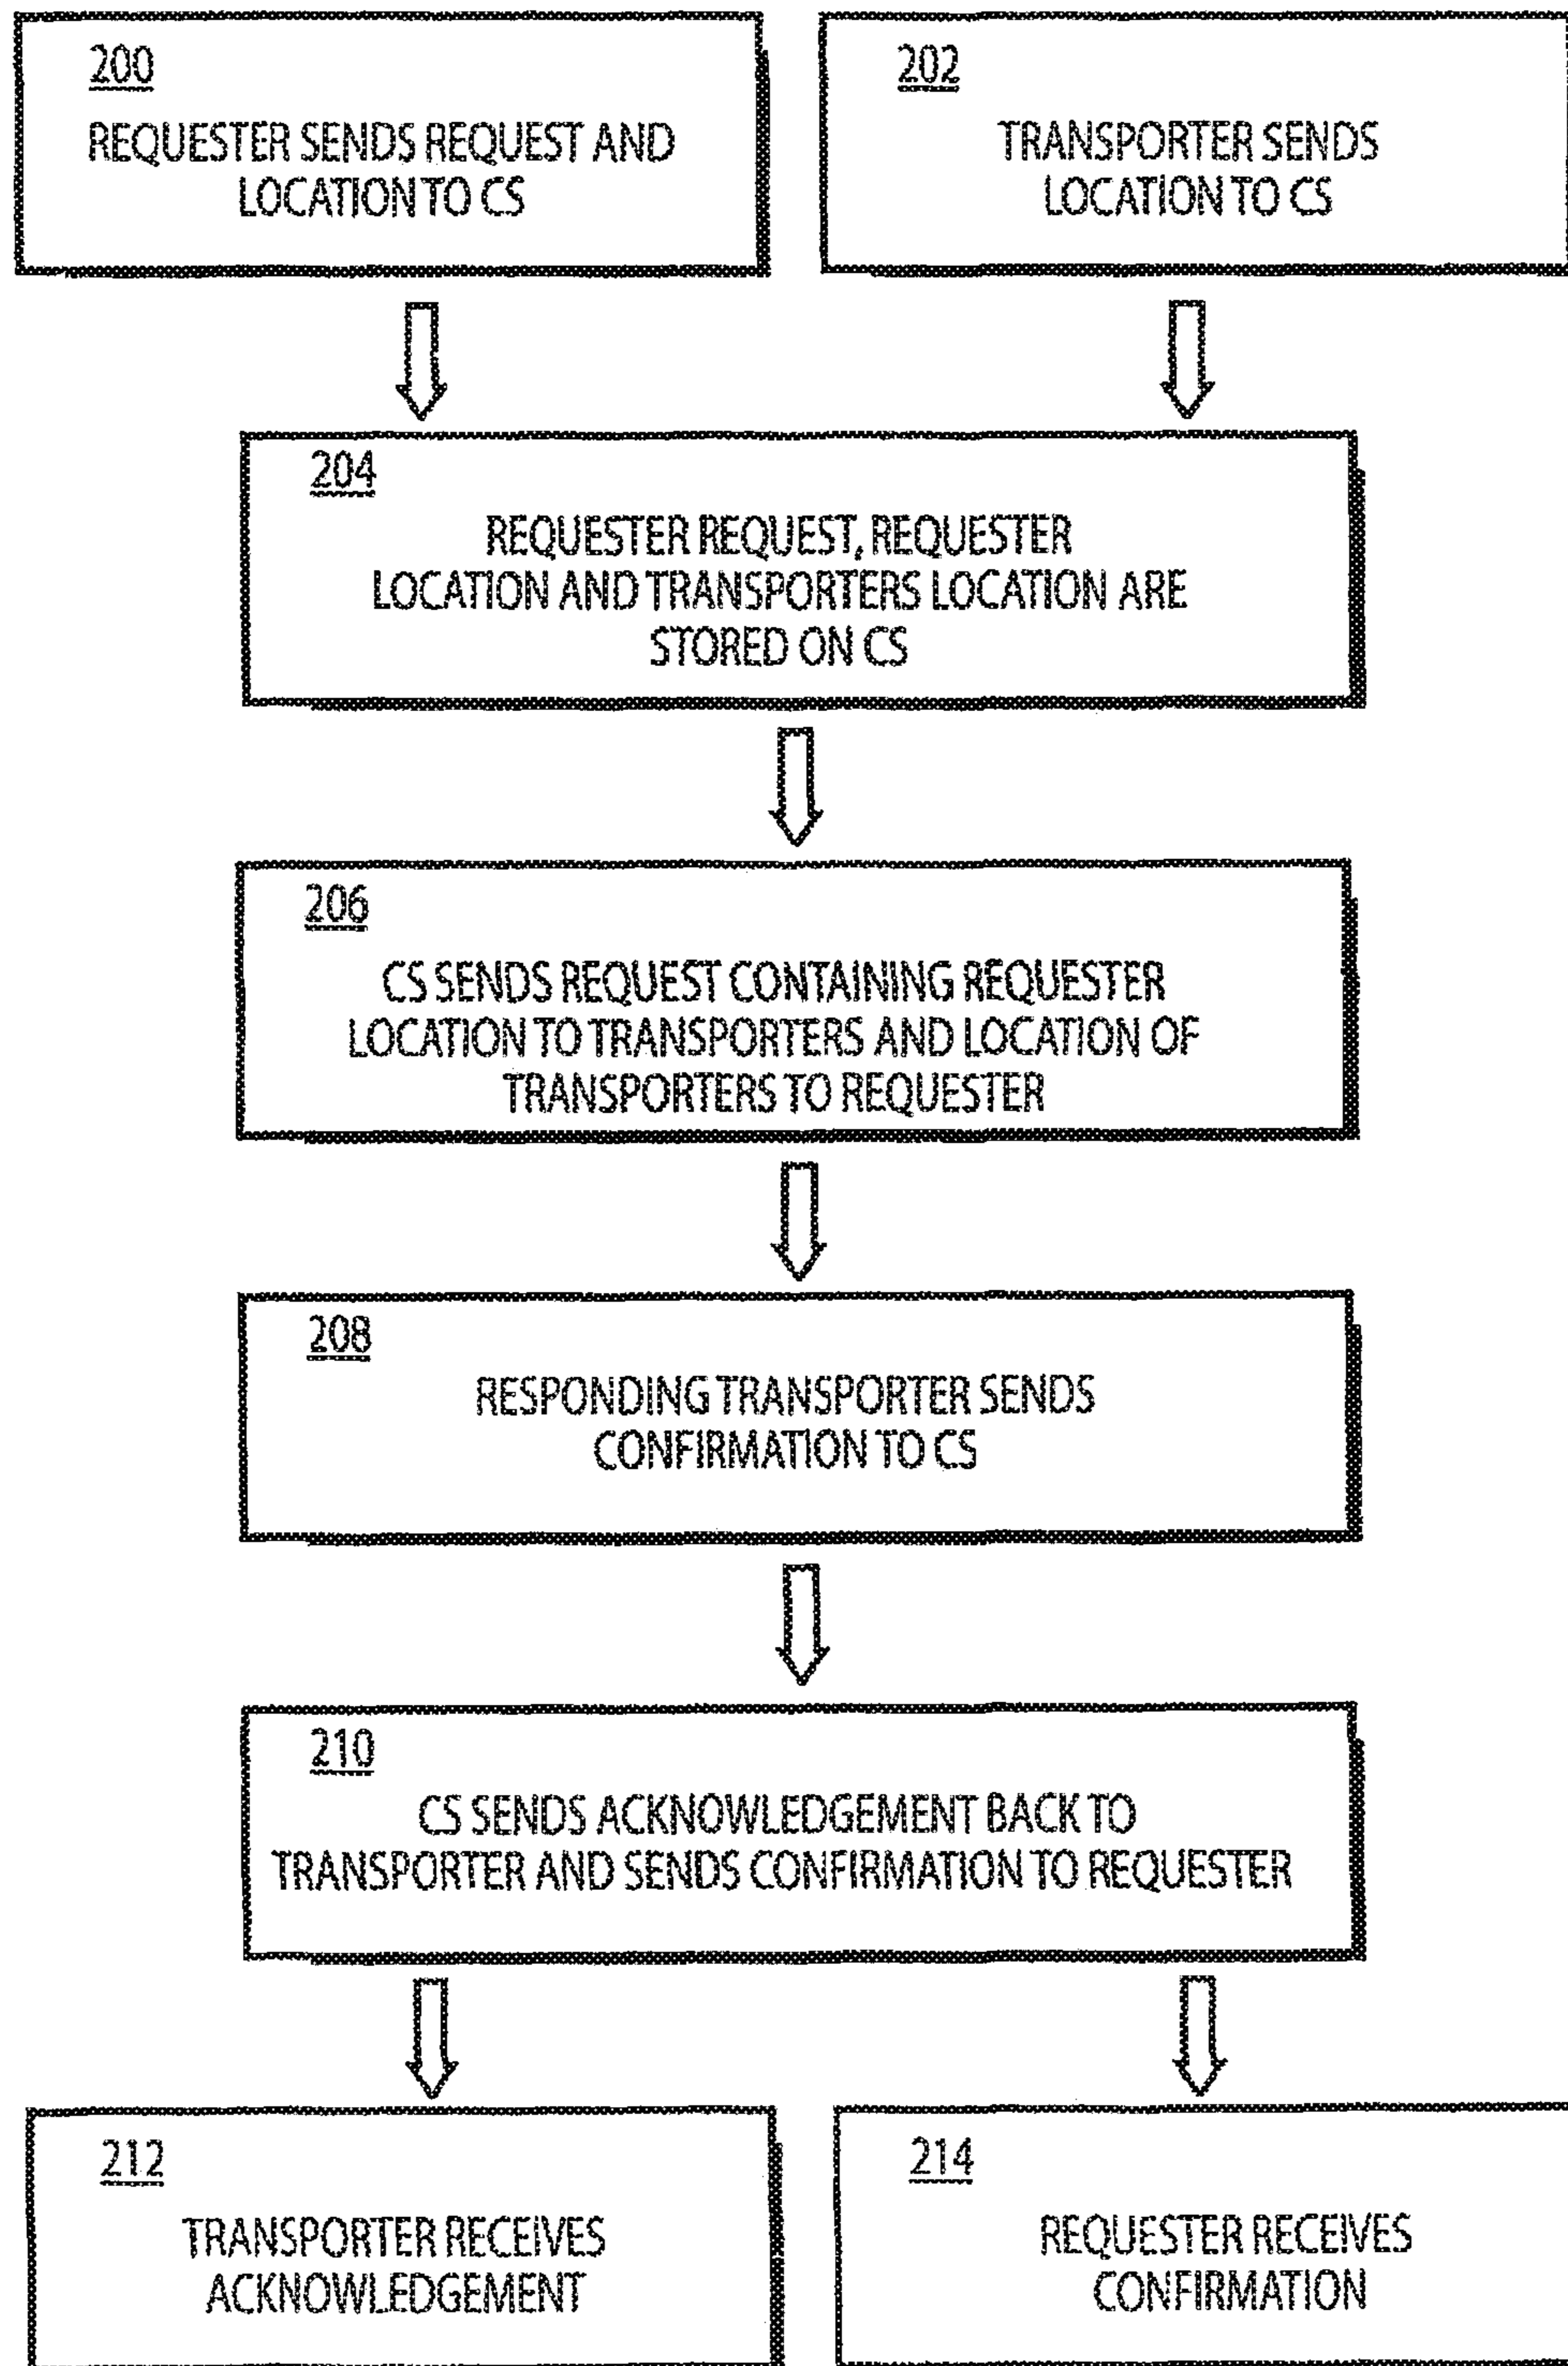 200
REQUESTER SENDS REQUEST AND
LOCATION TO CS
202
TRANSPORTER SENDS
LOCATION TO CS
204
REQUESTER REQUEST, REQUESTER
LOCATION AND TRANSPORTERS LOCATION ARE
STORED ON CS
206
CS SENDS REQUEST CONTAINING REQUESTER
LOCATION TO TRANSPORTERS AND LOCATION OF
TRANSPORTERS TO REQUESTER
208
RESPONDING TRANSPORTER SENDS
CONFIRMATION TO CS
210
CS SENDS ACKNOWLEDGEMENT BACK TO
TRANSPORTER AND SENDS CONFIRMATION TO REQUESTER
212
TRANSPORTER RECEIVES
ACKNOWLEDGEMENT
214
REQUESTER RECEIVES
CONFIRMATION